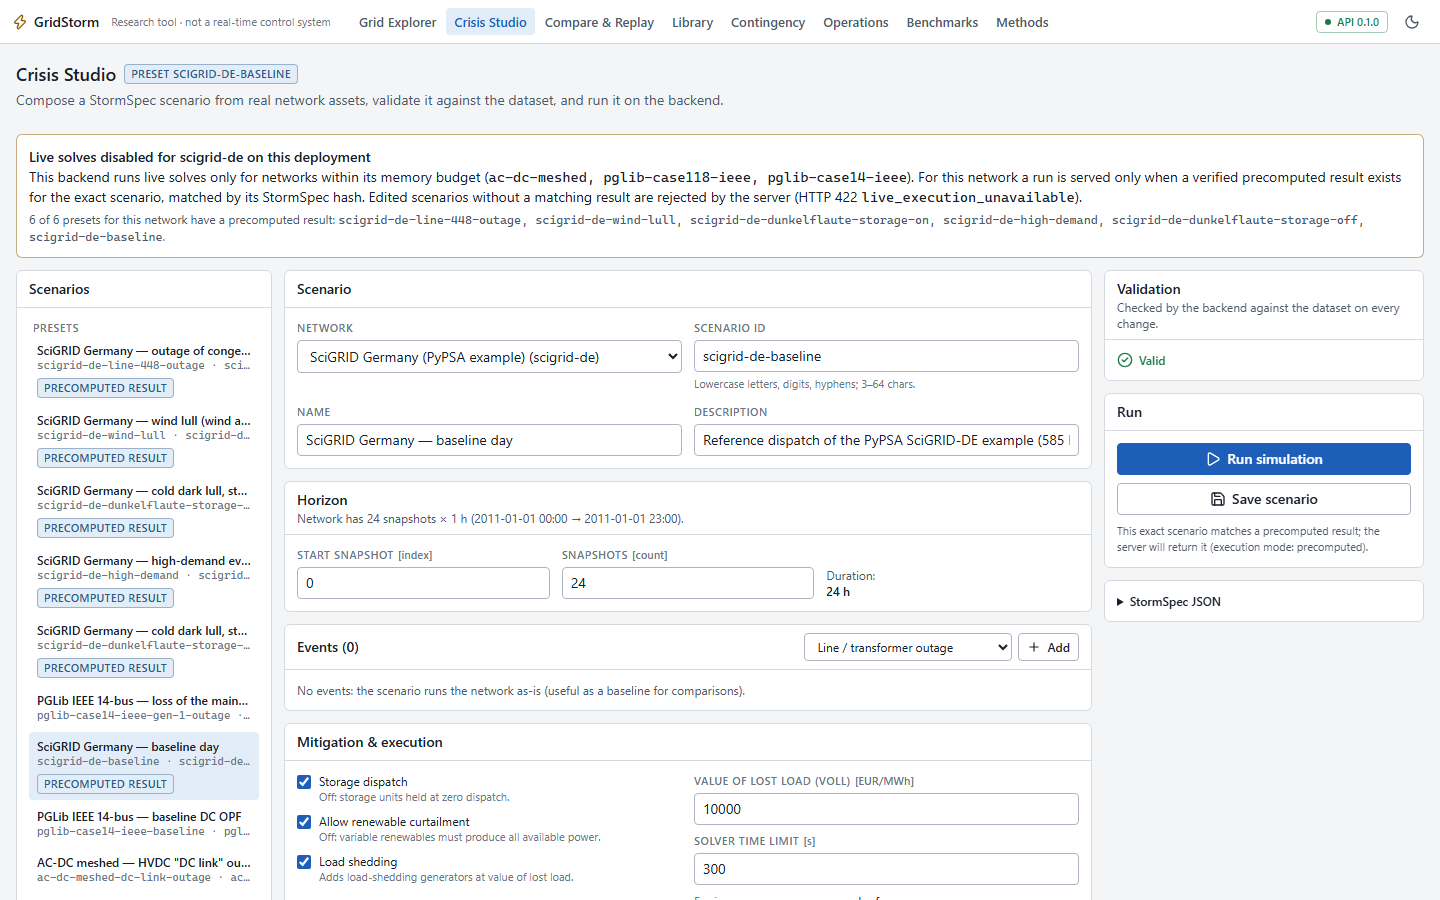 GridStorm
Research tool · not a real-time control system
Grid Explorer
Crisis Studio
Compare & Replay
Library
Contingency
Operations
Benchmarks
Methods
API 0.1.0
Crisis Studio
PRESET SCIGRID-DE-BASELINE
Compose a StormSpec scenario from real network assets, validate it against the dataset, and run it on the backend.
Live solves disabled for scigrid-de on this deployment
This backend runs live solves only for networks within its memory budget (ac-dc-meshed, pglib-case118-ieee, pglib-case14-ieee). For this network a run is served only when a verified precomputed result exists
for the exact scenario, matched by its StormSpec hash. Edited scenarios without a matching result are rejected by the server (HTTP 422 live_execution_unavailable).
6 of 6 presets for this network have a precomputed result: scigrid-de-line-448-outage, scigrid-de-wind-lull, scigrid-de-dunkelflaute-storage-on, scigrid-de-high-demand, scigrid-de-dunkelflaute-storage-off,
scigrid-de-baseline.
Scenarios
PRESETS
SciGRID Germany — outage of conge…
scigrid-de-line-448-outage · sci…
PRECOMPUTED RESULT
SciGRID Germany — wind lull (wind a…
scigrid-de-wind-lull · scigrid-d…
PRECOMPUTED RESULT
SciGRID Germany — cold dark lull, st…
scigrid-de-dunkelflaute-storage-…
PRECOMPUTED RESULT
SciGRID Germany — high-demand ev…
scigrid-de-high-demand · scigrid…
PRECOMPUTED RESULT
SciGRID Germany — cold dark lull, st…
scigrid-de-dunkelflaute-storage-…
PRECOMPUTED RESULT
PGLib IEEE 14-bus — loss of the main…
pglib-case14-ieee-gen-1-outage ·…
SciGRID Germany — baseline day
scigrid-de-baseline · scigrid-de…
PRECOMPUTED RESULT
PGLib IEEE 14-bus — baseline DC OPF
pglib-case14-ieee-baseline · pgl…
AC-DC meshed — HVDC "DC link" ou…
ac-dc-meshed-dc-link-outage · ac…
Scenario
NETWORK
SciGRID Germany (PyPSA example) (scigrid-de)
SCENARIO ID
scigrid-de-baseline
Lowercase letters, digits, hyphens; 3–64 chars.
NAME
SciGRID Germany — baseline day
DESCRIPTION
Reference dispatch of the PyPSA SciGRID-DE example (585
Horizon
Network has 24 snapshots × 1 h (2011-01-01 00:00 → 2011-01-01 23:00).
START SNAPSHOT [index]
0
SNAPSHOTS [count]
24
Duration:
24 h
Events (0)
Line / transformer outage
Add
No events: the scenario runs the network as-is (useful as a baseline for comparisons).
Mitigation & execution
Storage dispatch
Off: storage units held at zero dispatch.
Allow renewable curtailment
Off: variable renewables must produce all available power.
Load shedding
Adds load-shedding generators at value of lost load.
VALUE OF LOST LOAD (VOLL) [EUR/MWh]
10000
SOLVER TIME LIMIT [s]
300
Validation
Checked by the backend against the dataset on every
change.
Valid
Run
Run simulation
Save scenario
This exact scenario matches a precomputed result; the
server will return it (execution mode: precomputed).
StormSpec JSON